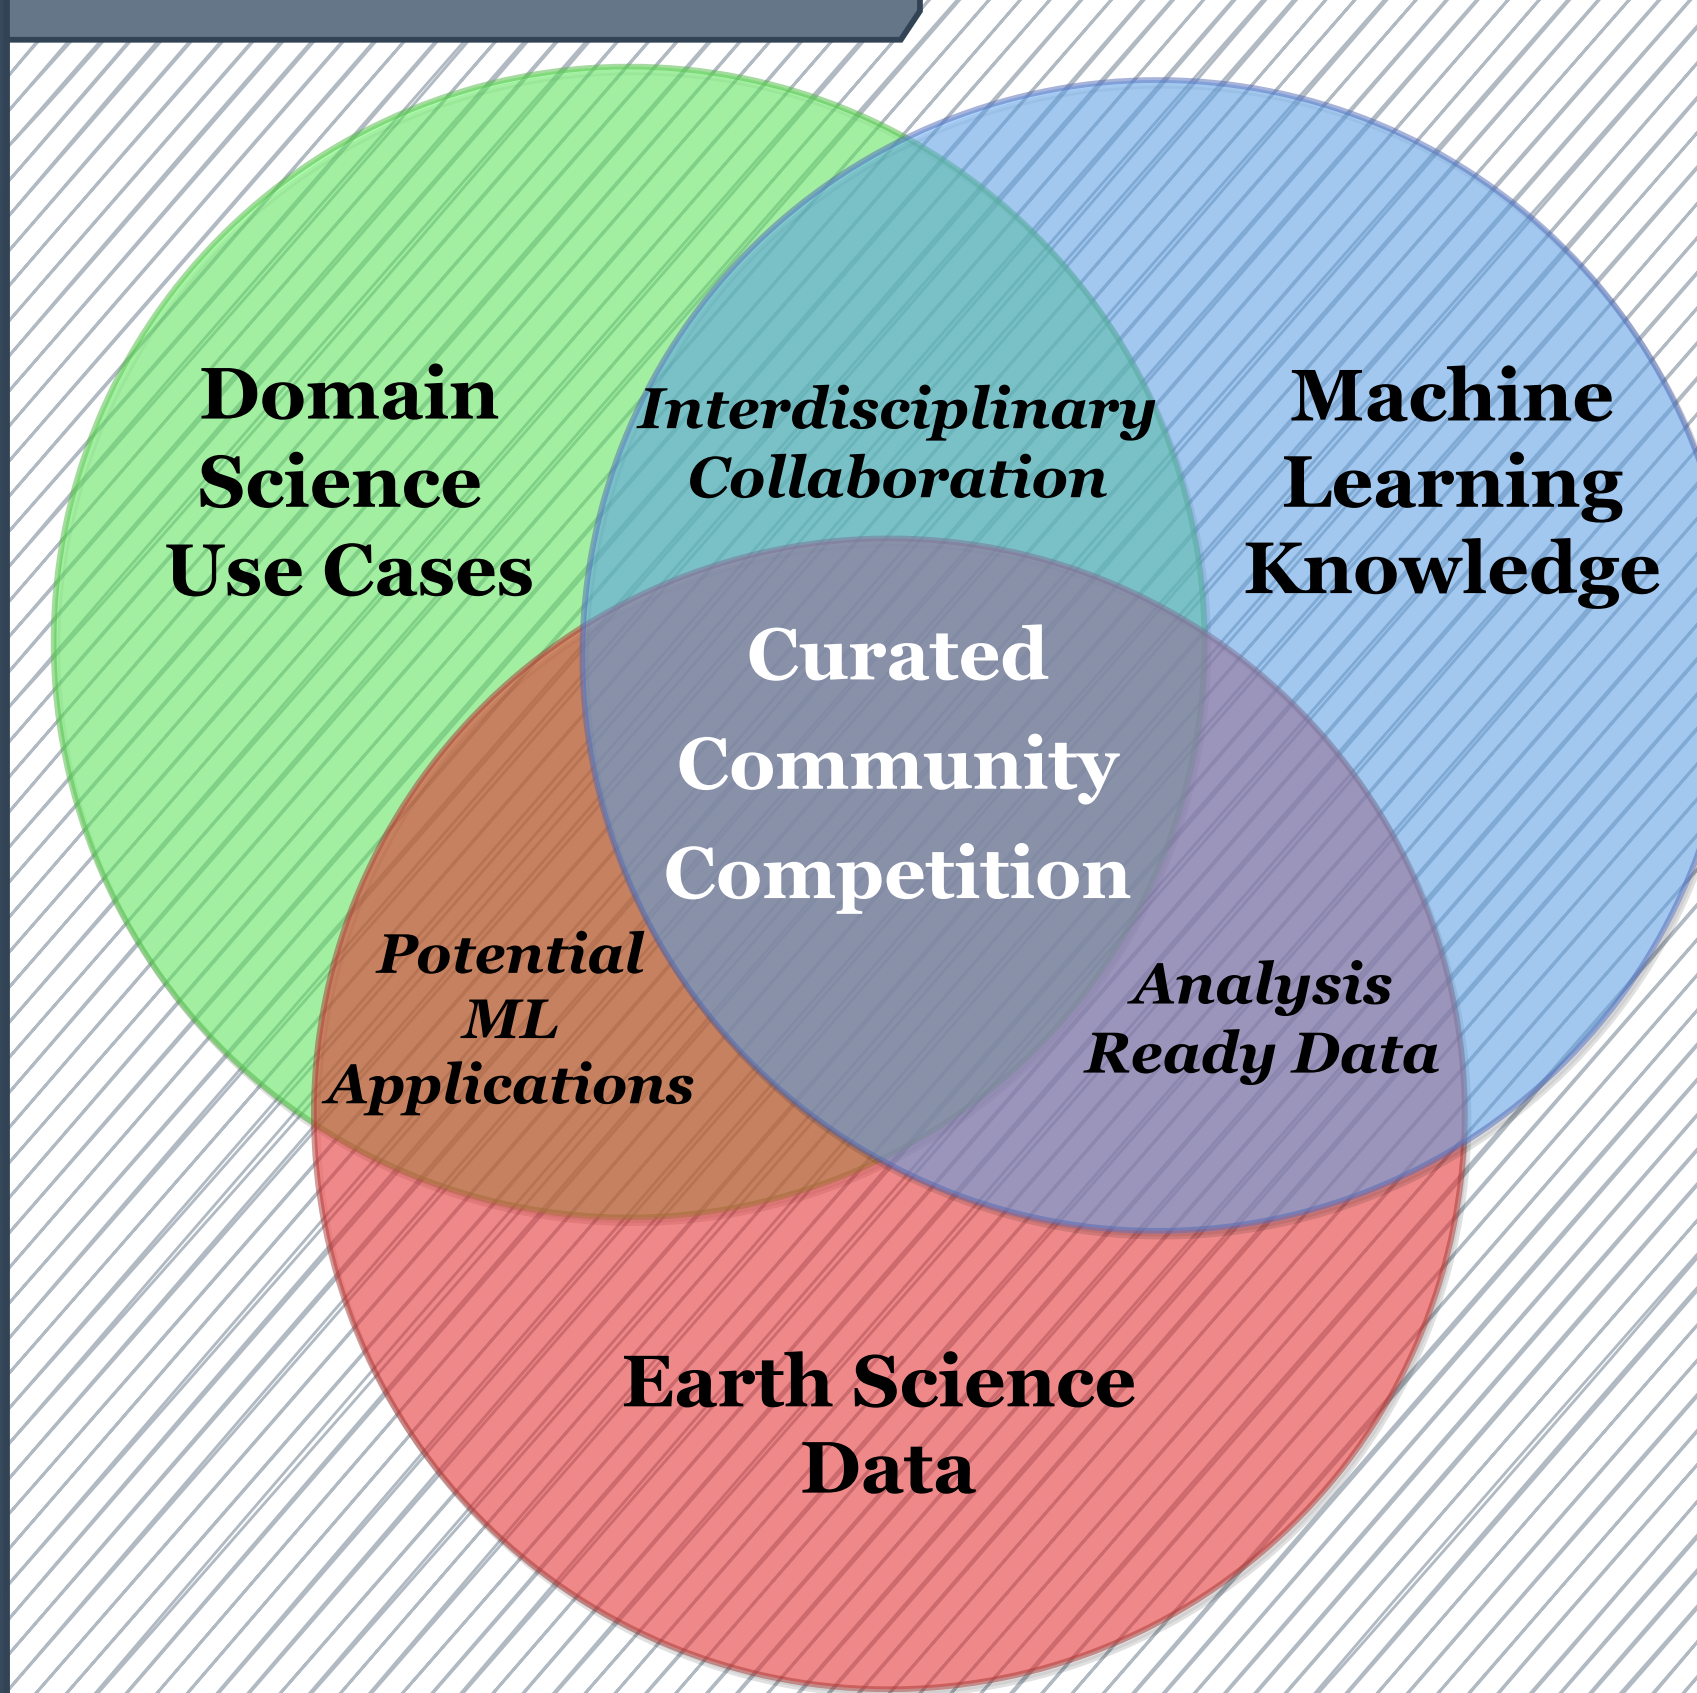 Domain
Science
Use Cases
Interdisciplinary
Collaboration
Machine
Learning
Knowledge
Curated
Community
Competition
Potential
ML
Applications
Analysis
Ready Data
Earth Science
Data